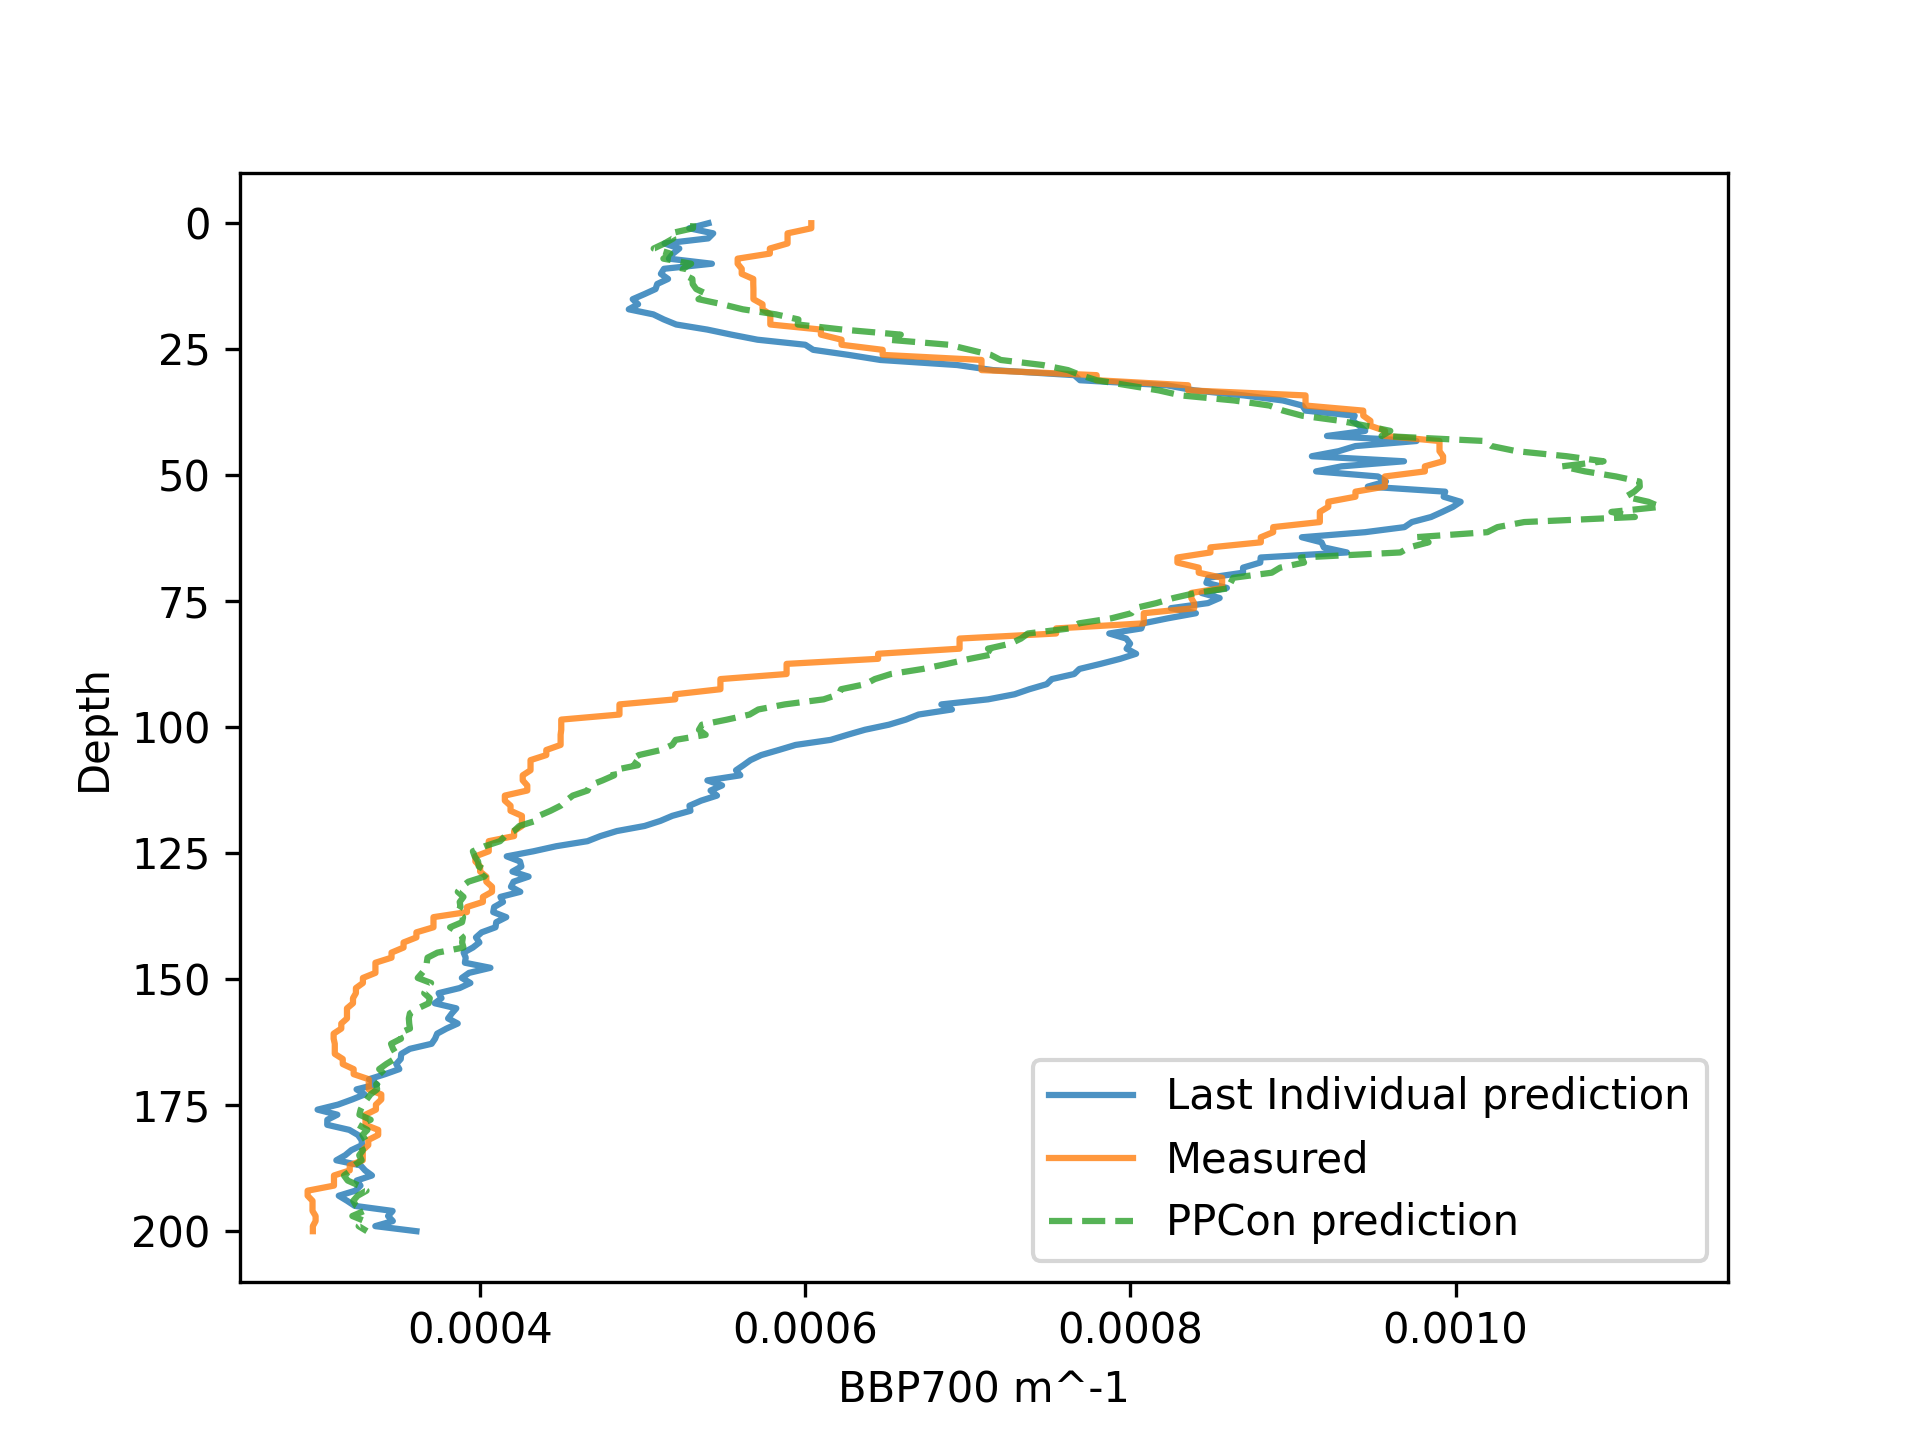 0
25
50
75
100
125
150
175
200
Depth
0.0004 0.0006 0.0008 0.0010
BBP700 m^-1
Last Individual prediction
Measured
PPCon prediction